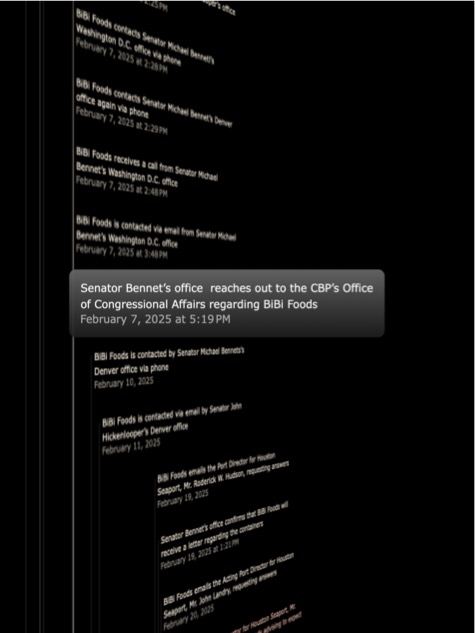 :25PM
office
BiBi Foods contacts Senator Michael Bennet's
Washington D.C. office via phone
February 7, 2025 at 2:28PM
BiBi Foods contacts Senator Michael Bennet's Denver
office again via phone
February 7, 2025 at 2:29PM
BiBi Foods receives a call from Senator Michael
Bennet's Washington D.C. office
February 7, 2025 at 2:48PM
BiBi Foods is contacted via email from Senator Michael
Bennet's Washington D.C. office
February 7, 2025 at 3:48PM
Senator Bennet's office  reaches out to the CBP's Office
of Congressional Affairs regarding BiBi Foods
February 7, 2025 at 5:19PM
BiBi Foods is contacted by Senator Michael Bennets's
Denver office via phone
February 10, 2025
BiBi Foods is contacted via email by Senator John
Hickenlooper's Denver office
February 11, 2025
BiBi Foods emails the Port Director for Houston
Seaport, Mr. Roderick W. Hudson, requesting answers
February 19, 2025
Senator Bennet's office confirms that BiBi Foods will
receive a letter regarding the containers
February 19, 2025 at 1:21PM
BiBi Foods emails the Acting Port Director for Houston
Seaport, Mr. John Landry, requesting answers
February 20, 2025
for Houston Seaport, Mr.
advising to expect